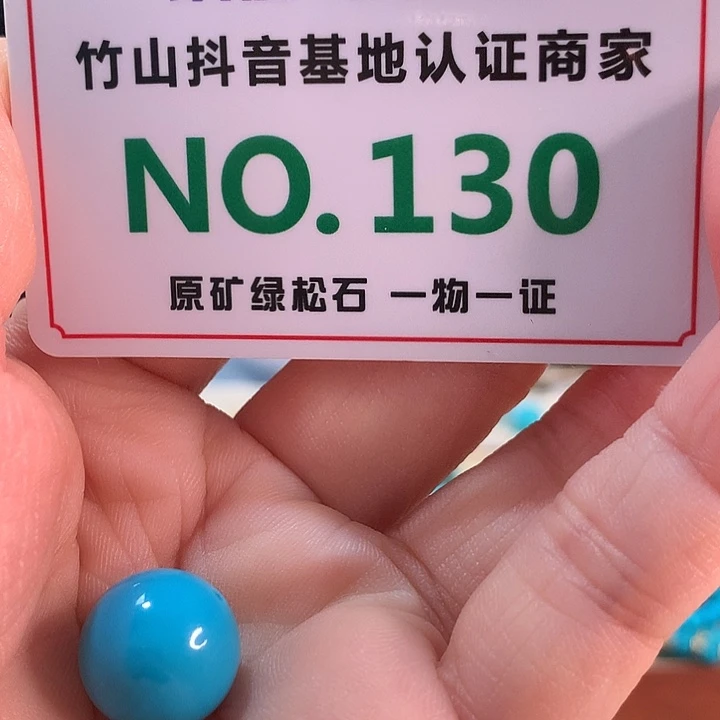 竹山抖音基地认证商家
NO.130
原矿绿松石 一物一证